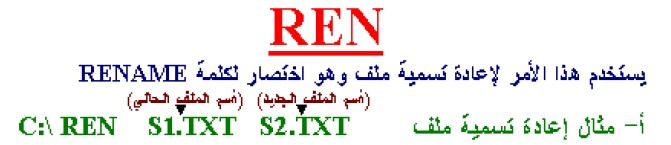 REN
يستخدم هذا الأمر لإعادة تسمية ملف وهو اختصار لكلمة RENAME
(اسم الملف الحالي) (اسم الملف الجديد)
أ- مثال إعادة تسمية ملف C:\ REN S1.TXT S2.TXT